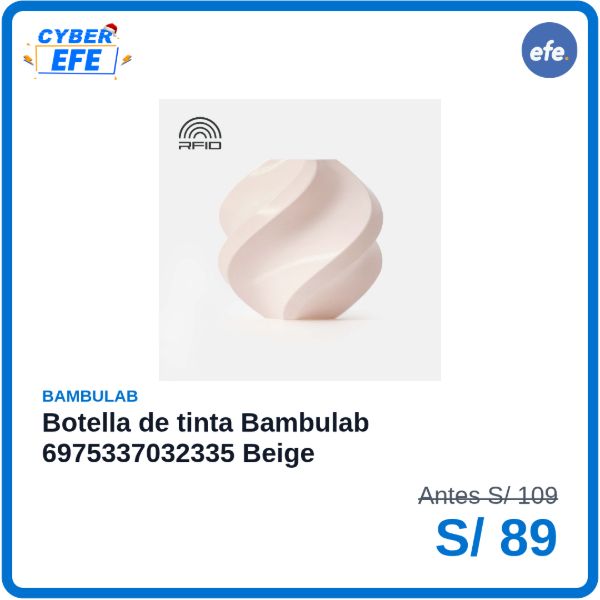 CYBER
EFE
efe.
RFID
BAMBULAB
Botella de tinta Bambulab
6975337032335 Beige
Antes S/ 109
S/ 89